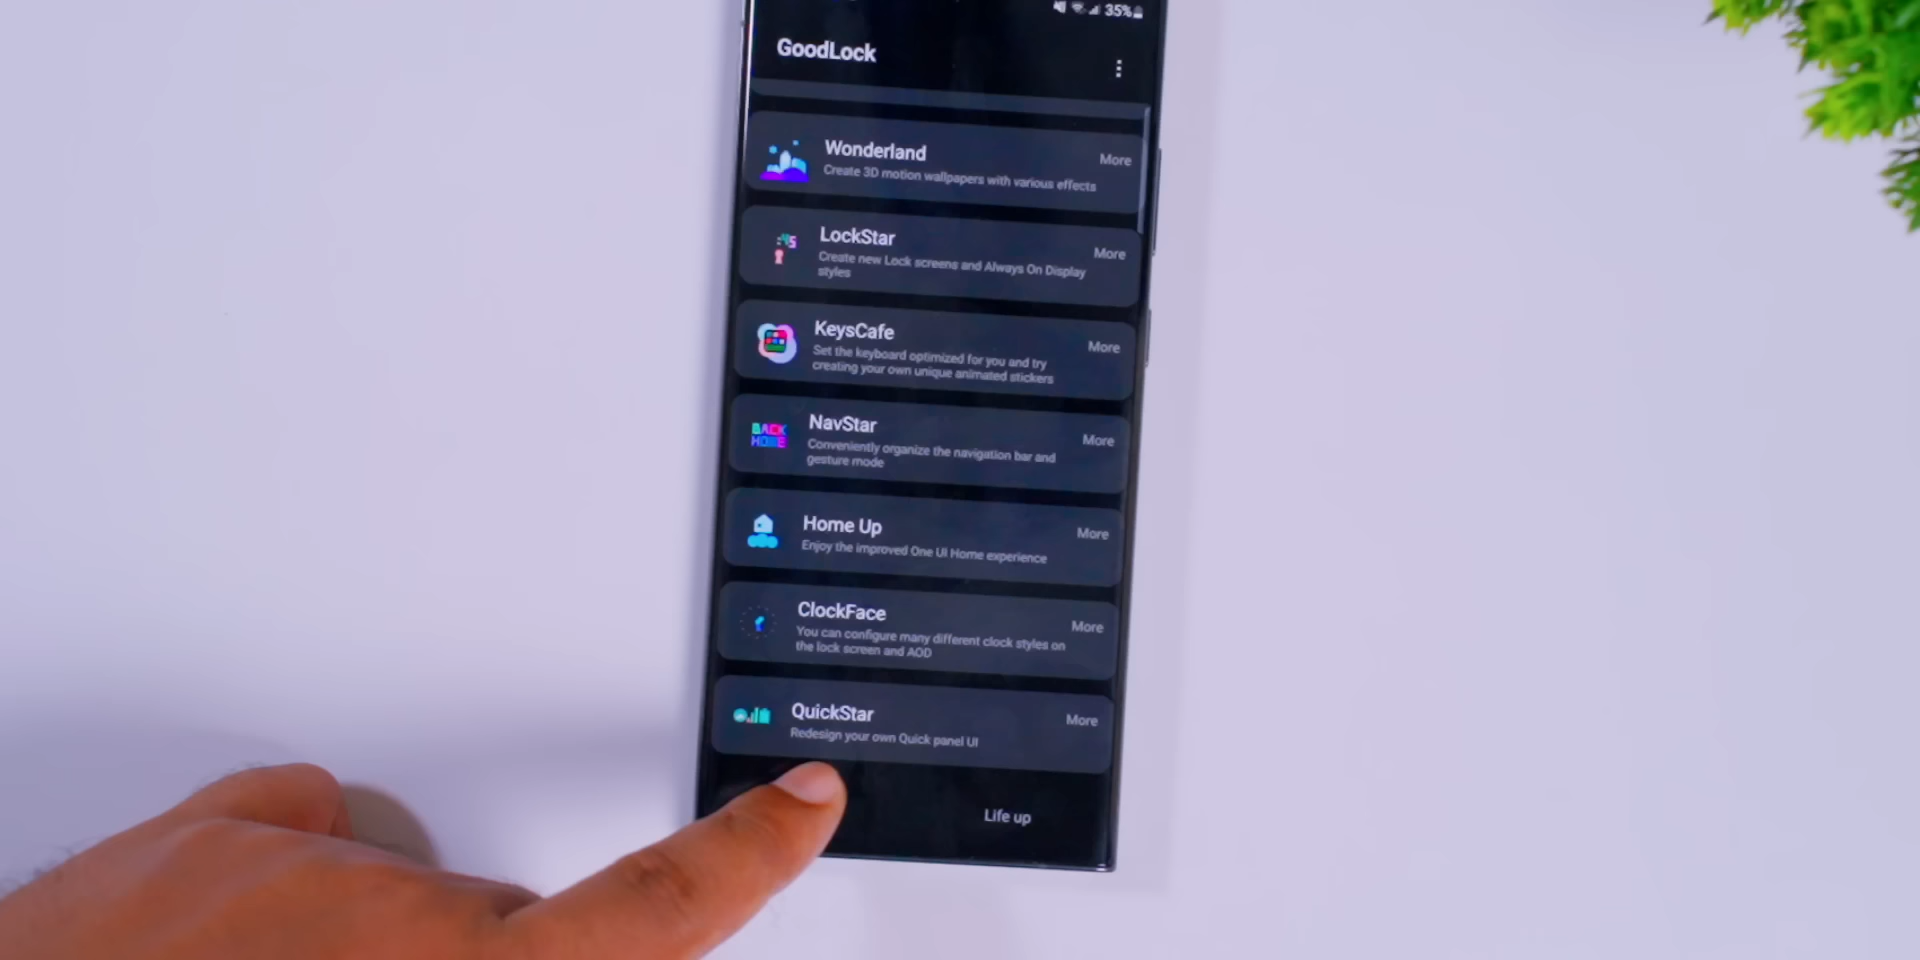 35%
GoodLock
Wonderland
More
Create 3D motion wallpapers with various effects
LockStar
More
Create new Lock screens and Always On Display
styles
:45
KeysCafe
More
Set the keyboard optimized for you and try
creating your own unique animated stickers
NavStar
More
BACK
HOME
Conveniently organize the navigation bar and
gesture mode
Home Up
More
Enjoy the improved One UI Home experience
ClockFace
More
You can configure many different clock styles on
the lock screen and AOD
QuickStar
More
Redesign your own Quick panel UI
Life up